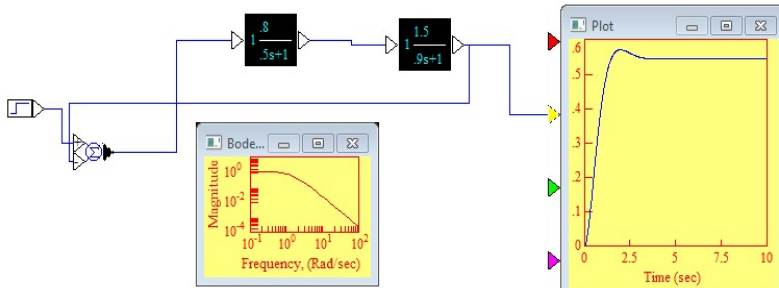 .8
1
.5s+1
1.5
1
.9s+1
Σ
Bode...
Magnitude
10^0
10^-2
10^-4
10^-1 10^0 10^1 10^2
Frequency, (Rad/sec)
Plot
.6
.5
.4
.3
.2
.1
0
0 2.5 5 7.5 10
Time (sec)